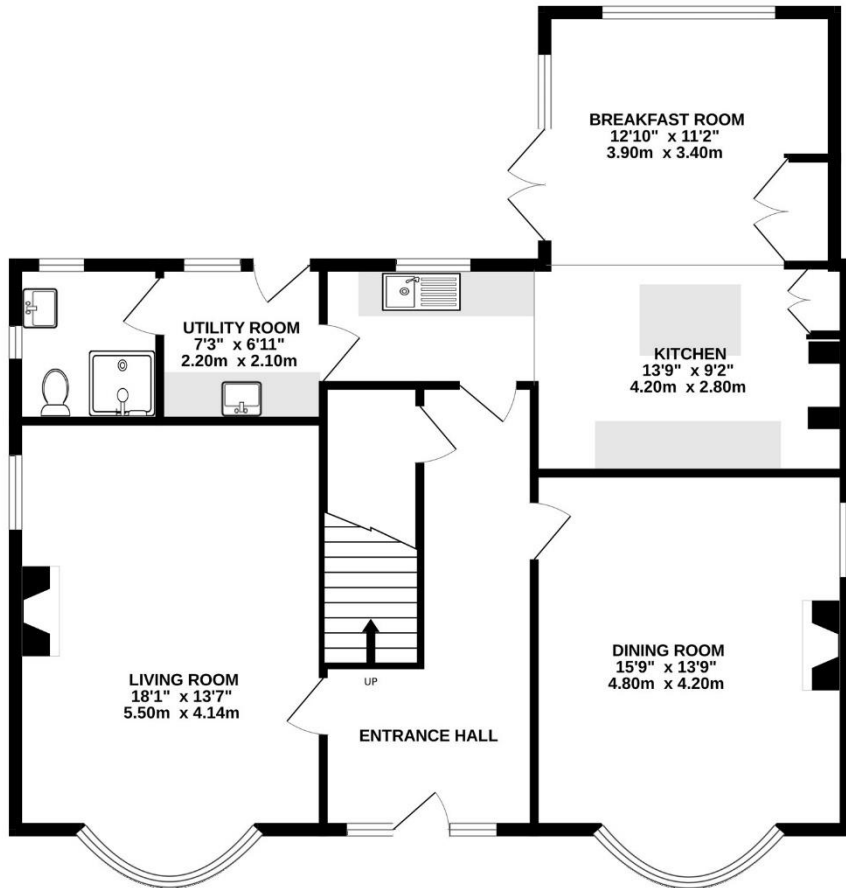 BREAKFAST ROOM
12'10" x 11'2"
3.90m x 3.40m
UTILITY ROOM
7'3" x 6'11"
2.20m x 2.10m
KITCHEN
13'9" x 9'2"
4.20m x 2.80m
LIVING ROOM
18'1" x 13'7"
5.50m x 4.14m
UP
ENTRANCE HALL
DINING ROOM
15'9" x 13'9"
4.80m x 4.20m